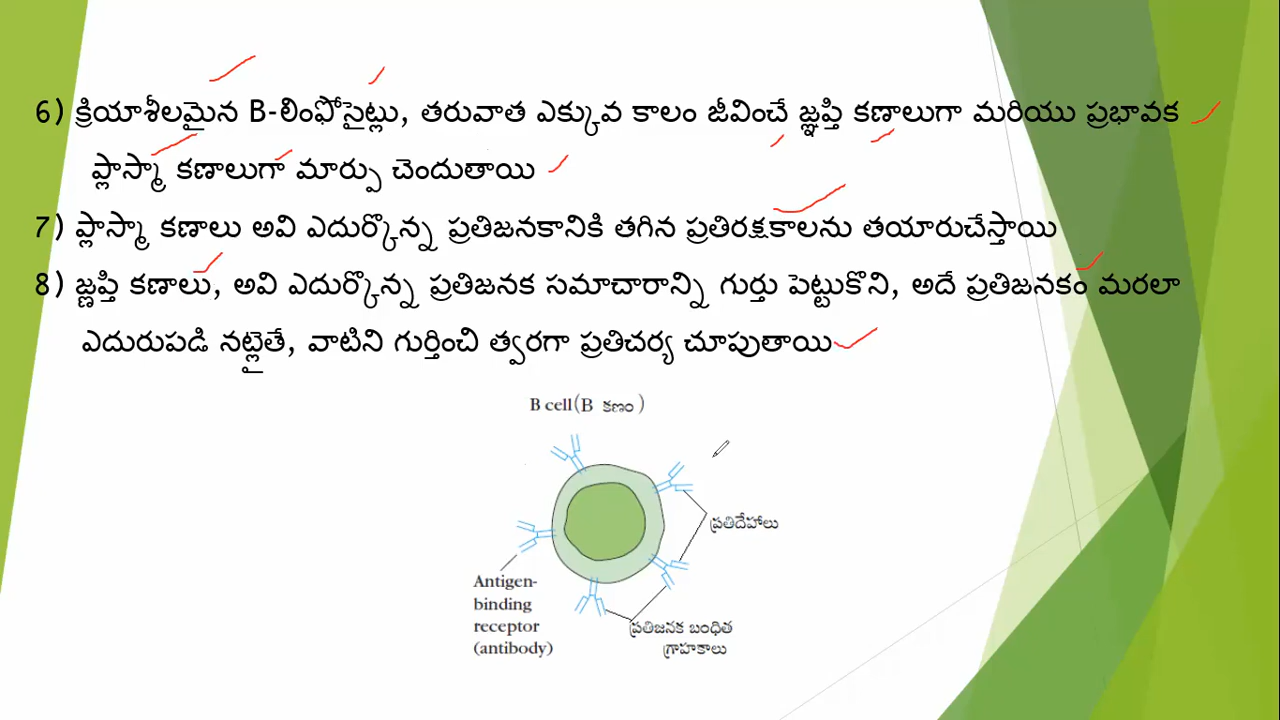 6) క్రియాశీలమైన B-లింఫోసైట్లు, తరువాత ఎక్కువ కాలం జీవించే జ్ఞప్తి కణాలుగా మరియు ప్రభావక
ప్లాస్మా కణాలుగా మార్పు చెందుతాయి
7) ప్లాస్మా కణాలు అవి ఎదుర్కొన్న ప్రతిజనకానికి తగిన ప్రతిరక్షకాలను తయారుచేస్తాయి
8) జ్ణప్తి కణాలు, అవి ఎదుర్కొన్న ప్రతిజనక సమాచారాన్ని గుర్తు పెట్టుకొని, అదే ప్రతిజనకం మరలా
ఎదురుపడి నట్లైతే, వాటిని గుర్తించి త్వరగా ప్రతిచర్య చూపుతాయి
B cell(B కణం)
ప్రతిదేహాలు
Antigen-
binding
receptor
(antibody)
ప్రతిజనక బంధిత
గ్రాహకాలు